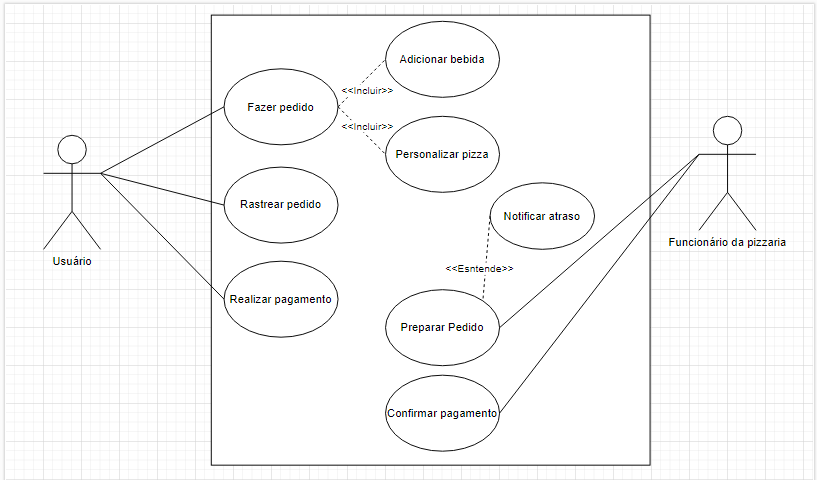 Adicionar bebida
<<Incluir>>
Fazer pedido
<<Incluir>>
Personalizar pizza
Rastrear pedido
Notificar atraso
Funcionário da pizzaria
Usuário
<<Esntende>>
Realizar pagamento
Preparar Pedido
Confirmar pagamento